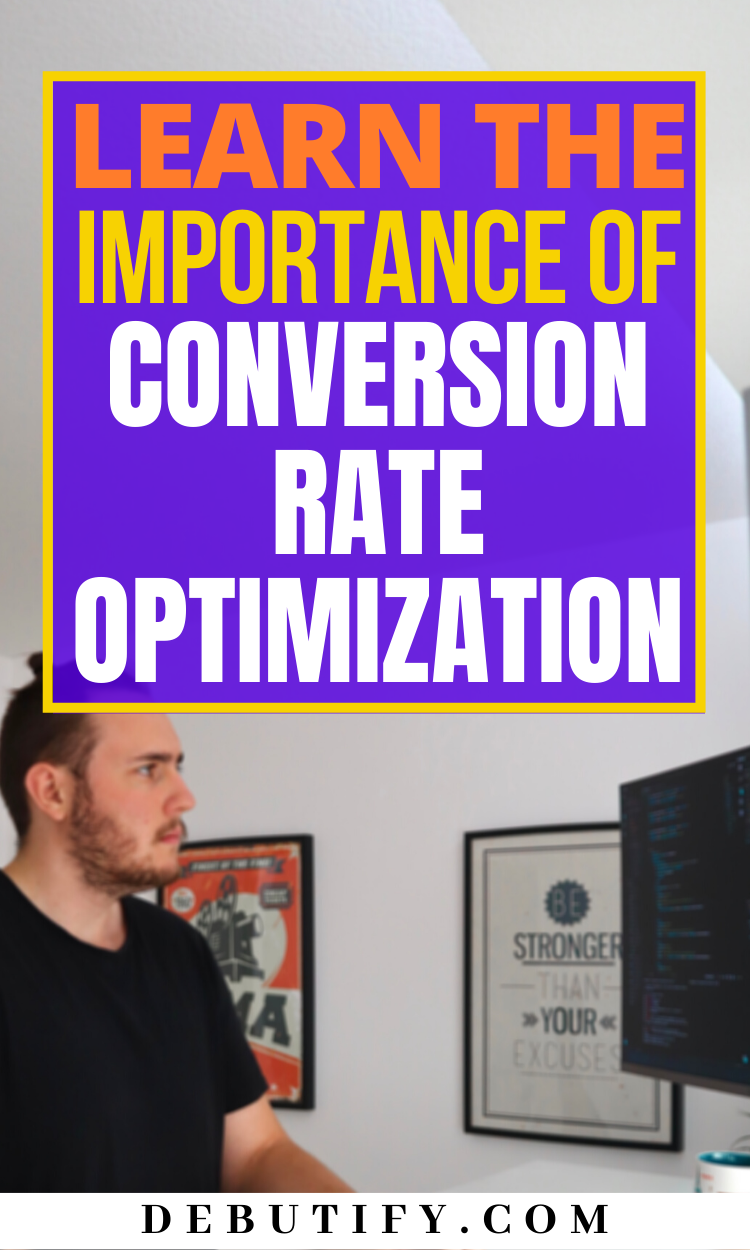 LEARN THE
IMPORTANCE OF
CONVERSION
RATE
OPTIMIZATION
BE
STRONGER
THAN
YOUR
EXCUSES
DEBUTIFY.COM